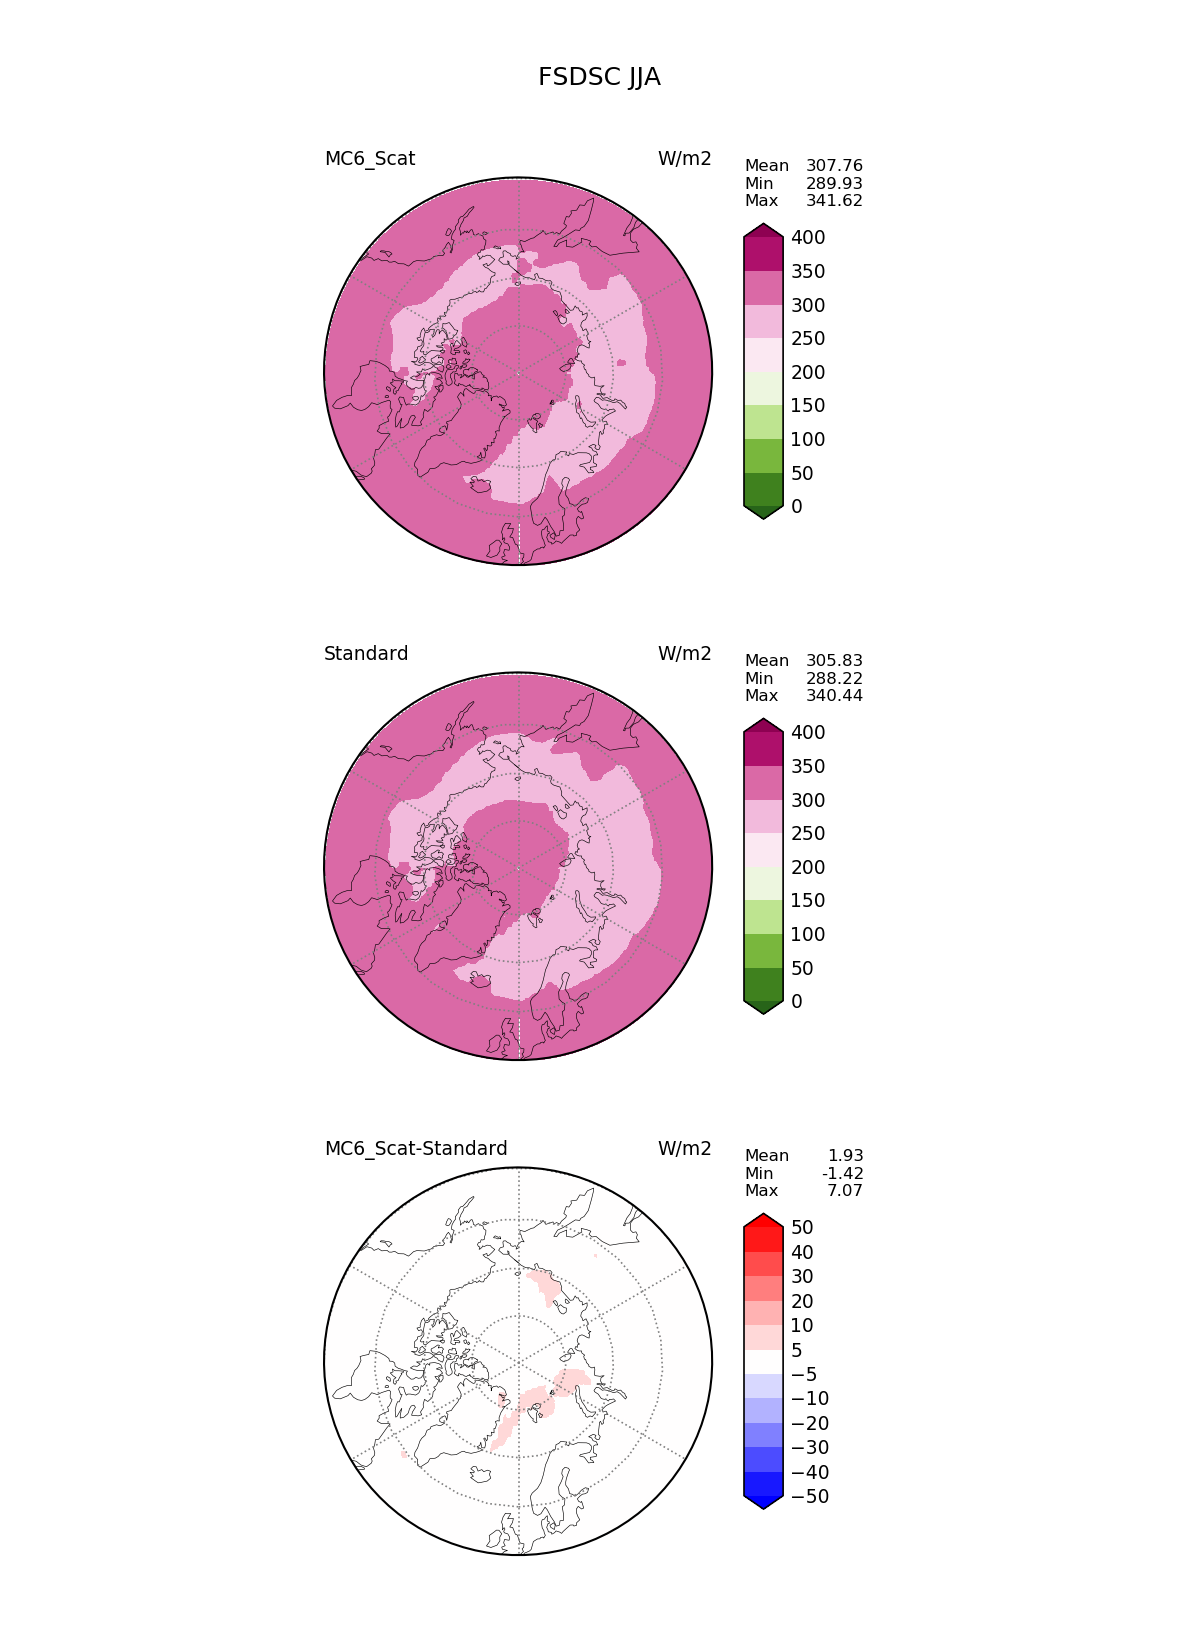 FSDSC JJA
MC6_Scat W/m2
Mean 307.76
Min 289.93
Max 341.62
400
350
300
250
200
150
100
50
0
Standard W/m2
Mean 305.83
Min 288.22
Max 340.44
400
350
300
250
200
150
100
50
0
MC6_Scat-Standard W/m2
Mean 1.93
Min -1.42
Max 7.07
50
40
30
20
10
5
−5
−10
−20
−30
−40
−50